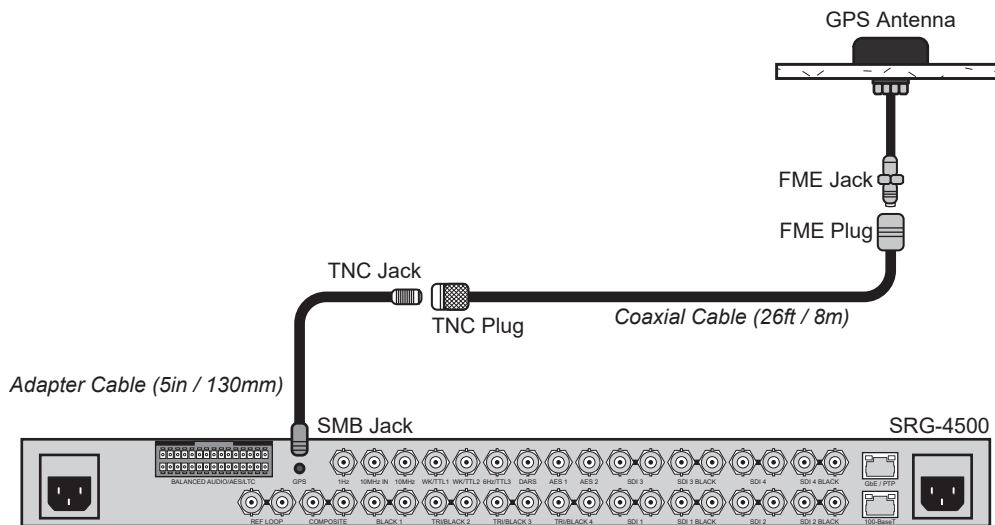 GPS Antenna
FME Jack
FME Plug
TNC Jack
TNC Plug
Coaxial Cable (26ft / 8m)
Adapter Cable (5in / 130mm)
SMB Jack
SRG-4500
BALANCED AUDIO/AES/LTC GPS 1Hz 10MHz IN 10MHz WK/TTL1 WK/TTL2 6Hz/TTL3 DARS AES 1 AES 2 SDI 3 SDI 3 BLACK SDI 4 SDI 4 BLACK GbE / PTP
REF LOOP COMPOSITE BLACK 1 TRI/BLACK 2 TRI/BLACK 3 TRI/BLACK 4 SDI 1 SDI 1 BLACK SDI 2 SDI 2 BLACK 100-BaseT